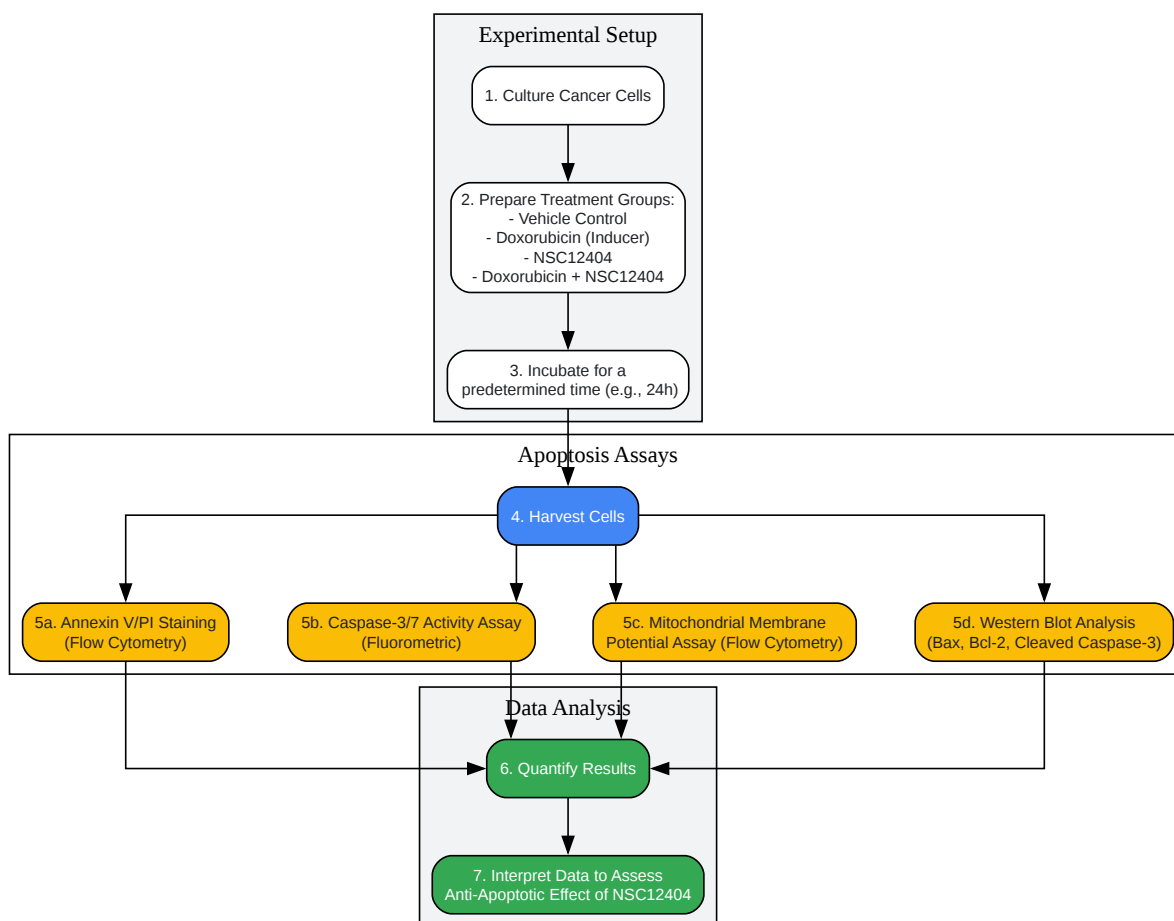 Experimental Setup
1. Culture Cancer Cells
2. Prepare Treatment Groups:
- Vehicle Control
- Doxorubicin (Inducer)
- NSC12404
- Doxorubicin + NSC12404
3. Incubate for a
predetermined time (e.g., 24h)
Apoptosis Assays
4. Harvest Cells
5a. Annexin V/PI Staining
(Flow Cytometry)
5b. Caspase-3/7 Activity Assay
(Fluorometric)
5c. Mitochondrial Membrane
Potential Assay (Flow Cytometry)
5d. Western Blot Analysis
(Bax, Bcl-2, Cleaved Caspase-3)
Data Analysis
6. Quantify Results
7. Interpret Data to Assess
Anti-Apoptotic Effect of NSC12404